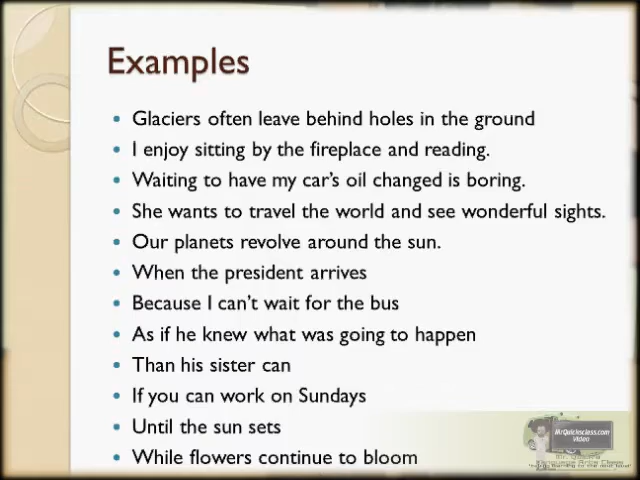 Examples
• Glaciers often leave behind holes in the ground
• I enjoy sitting by the fireplace and reading.
• Waiting to have my car's oil changed is boring.
• She wants to travel the world and see wonderful sights.
• Our planets revolve around the sun.
• When the president arrives
• Because I can't wait for the bus
• As if he knew what was going to happen
• Than his sister can
• If you can work on Sundays
• Until the sun sets
• While flowers continue to bloom
MrQuickclass.com
Video